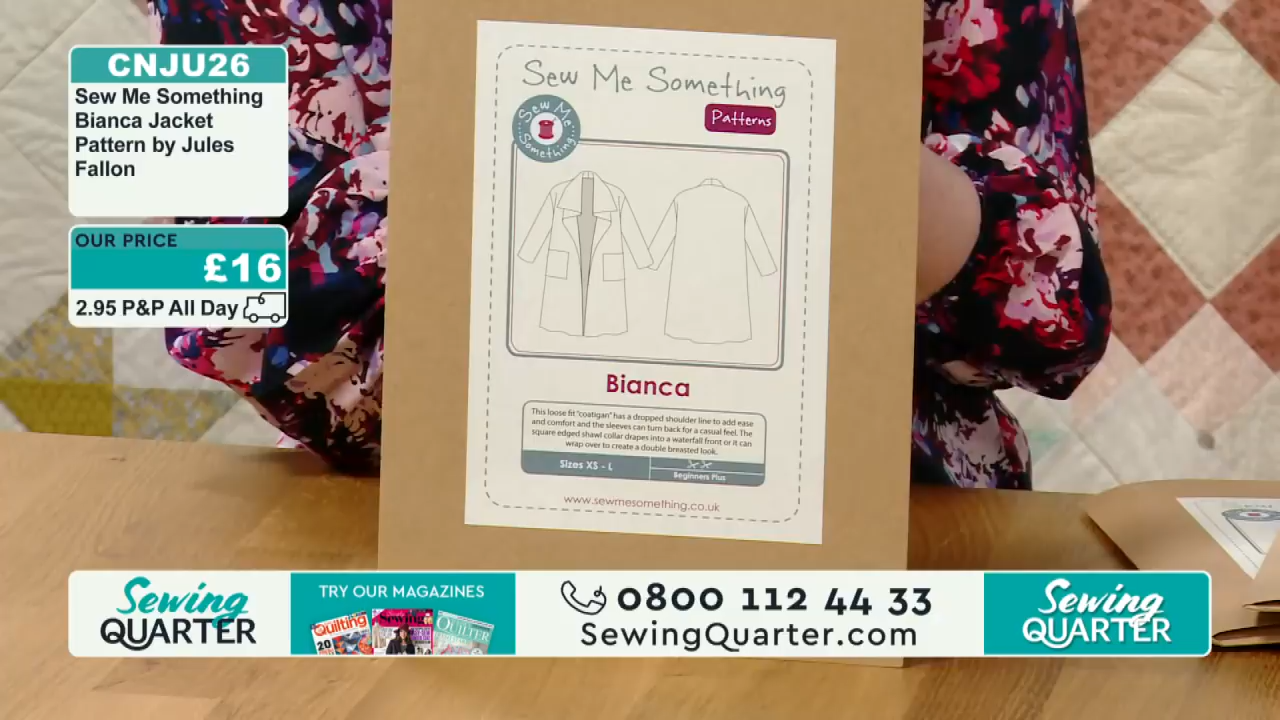 CNJU26
Sew Me Something
Bianca Jacket
Pattern by Jules
Fallon
OUR PRICE
£16
2.95 P&P All Day
Sew Me Something
Patterns
Sew Me
Something
Bianca
This loose fit "coatigan" has a dropped shoulder line to add ease
and comfort and the sleeves can turn back for a casual feel. The
square edged shawl collar drapes into a waterfall front or it can
wrap over to create a double breasted look.
Sizes XS - L
Beginners Plus
www.sewmesomething.co.uk
Sewing
QUARTER
TRY OUR MAGAZINES
Quilting
20
Sewing
QUILTER
0800 112 44 33
SewingQuarter.com
Sewing
QUARTER